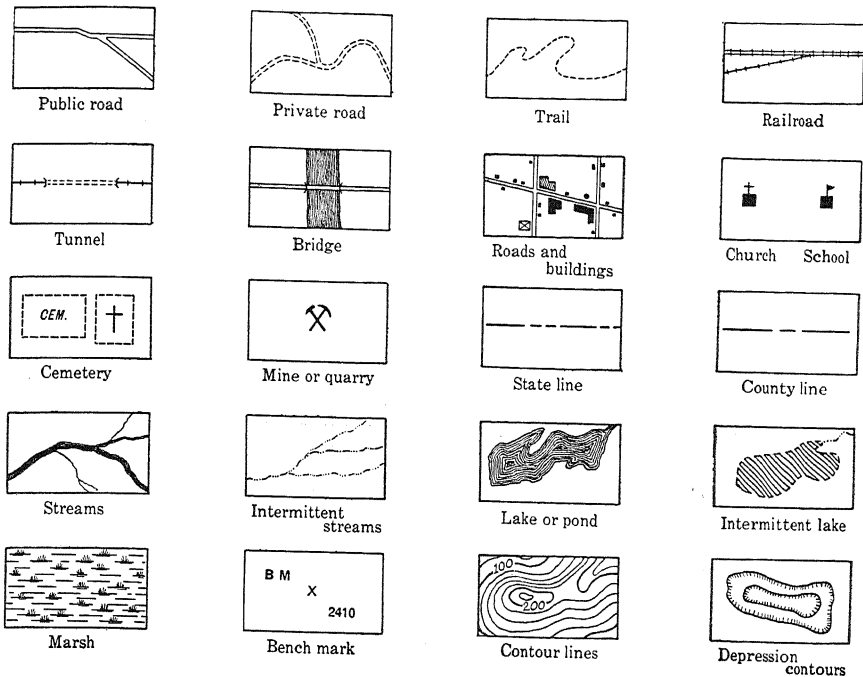 Public road
Private road
Trail
Railroad
Tunnel
Bridge
Roads and
buildings
Church
School
CEM.
Cemetery
Mine or quarry
State line
County line
Streams
Intermittent
streams
Lake or pond
Intermittent lake
Marsh
B M
X
2410
Bench mark
100
200
Contour lines
Depression
contours